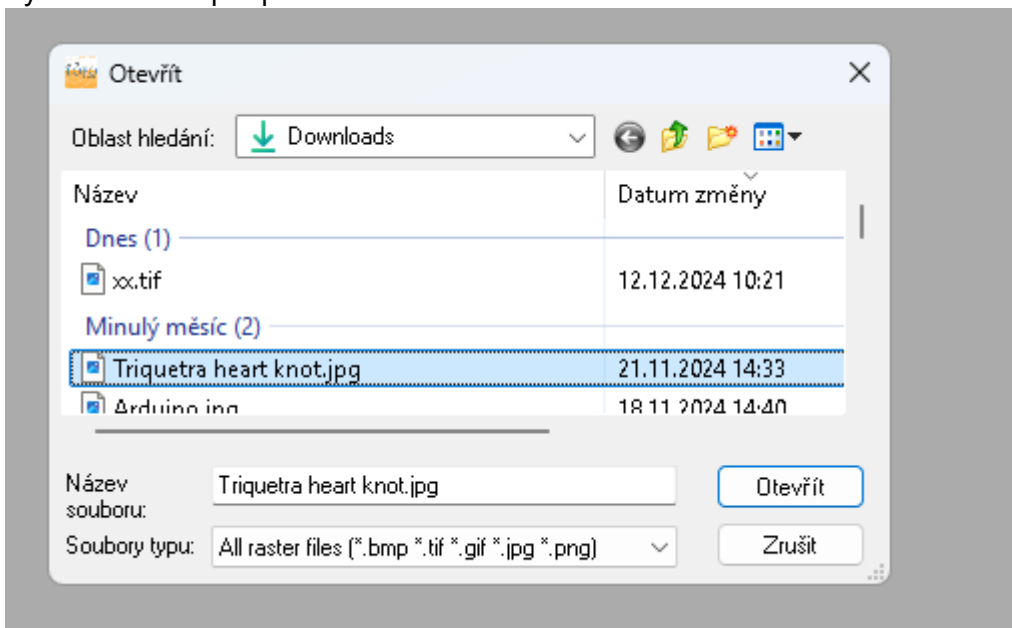 Otevřít
Oblast hledání: Downloads
Název Datum změny
Dnes (1)
xx.tif 12.12.2024 10:21
Minulý měsíc (2)
Triquetra heart knot.jpg 21.11.2024 14:33
Arduino 18.11.2024 14:40
Název souboru: Triquetra heart knot.jpg Otevřít
Soubory typu: All raster files (*.bmp *.tif *.gif *.jpg *.png) Zrušit